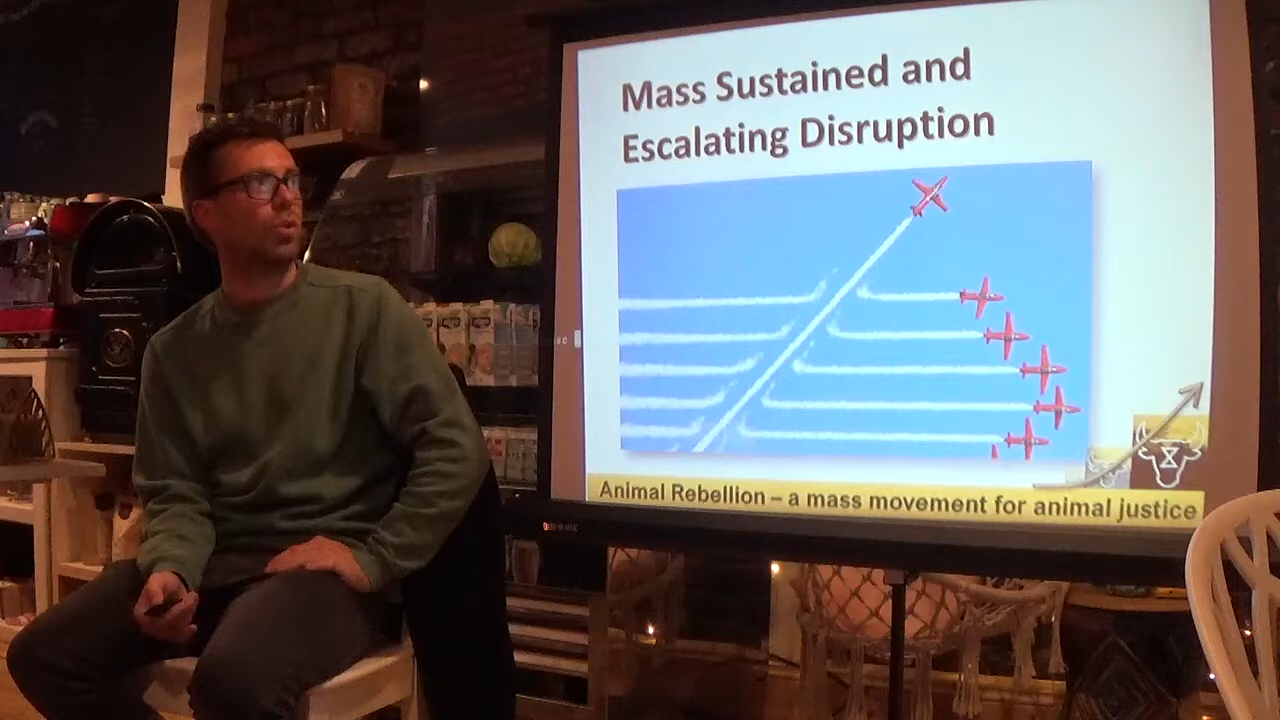 Mass Sustained and
Escalating Disruption
Animal Rebellion – a mass movement for animal justice